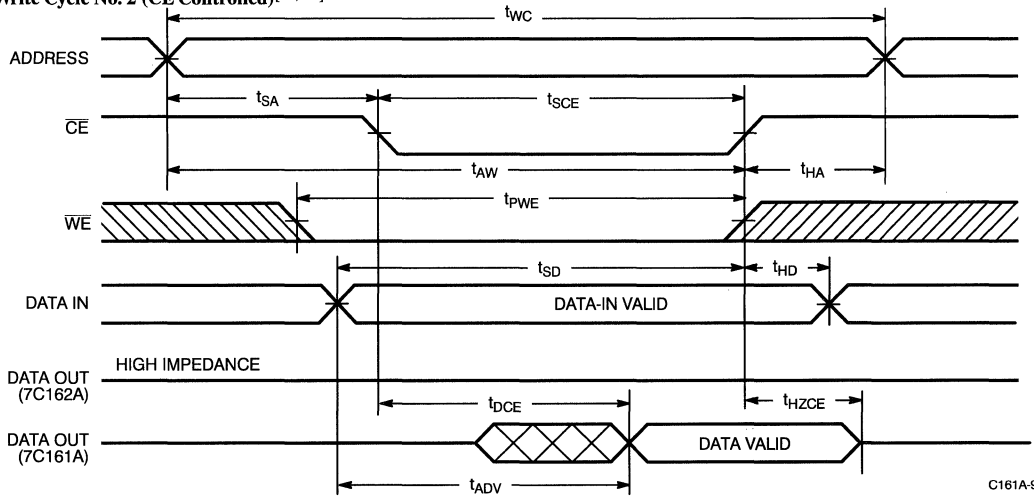 Write Cycle No. 2 (CE Controlled)
tWC
ADDRESS
tSA
tSCE
CE
tAW
tHA
tPWE
WE
tSD
tHD
DATA IN
DATA-IN VALID
HIGH IMPEDANCE
DATA OUT
(7C162A)
tDCE
tHZCE
DATA OUT
(7C161A)
DATA VALID
tADV
C161A-9